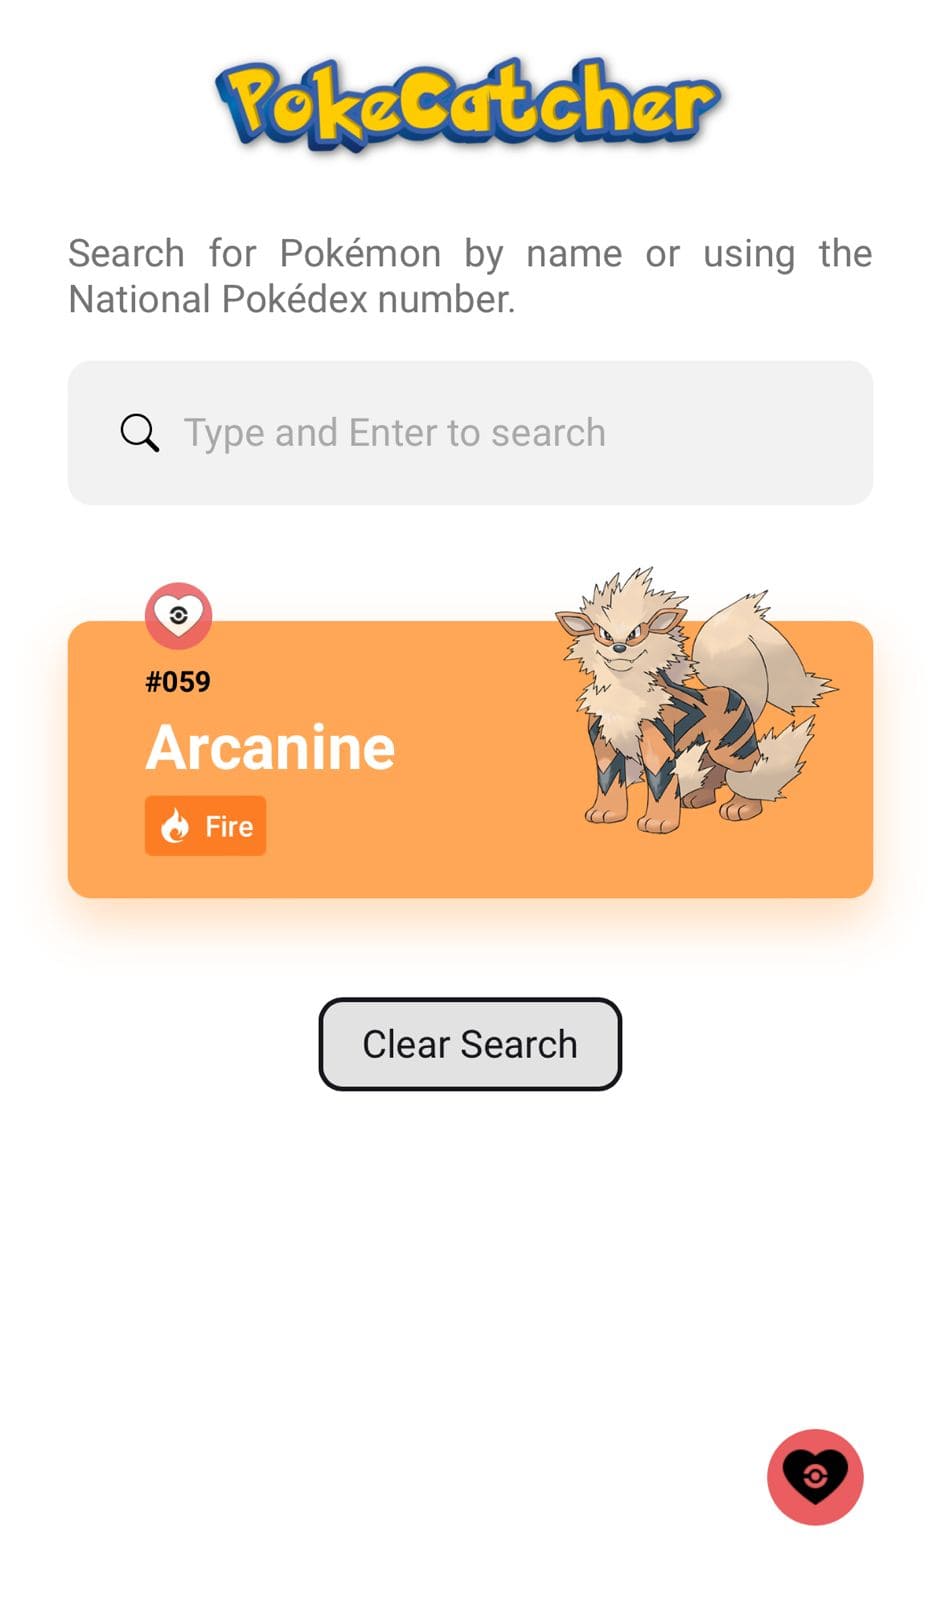 PokeCatcher
Search for Pokémon by name or using the
National Pokédex number.
Type and Enter to search
#059
Arcanine
Fire
Clear Search